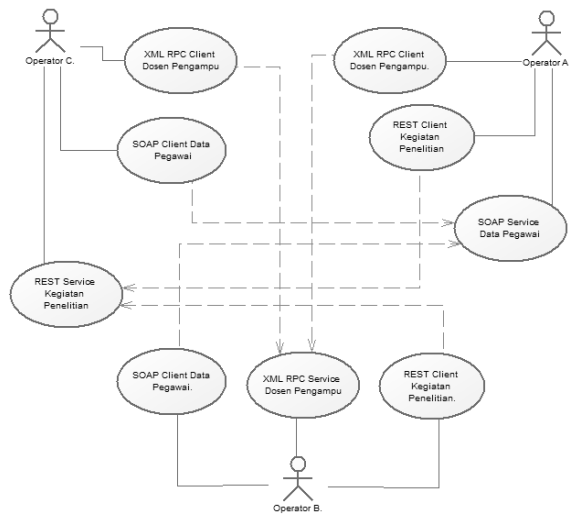 Operator C.
XML RPC Client
Dosen Pengampu
XML RPC Client
Dosen Pengampu.
Operator A
REST Client
Kegiatan
Penelitian
SOAP Client Data
Pegawai
SOAP Service
Data Pegawai
REST Service
Kegiatan
Penelitian
SOAP Client Data
Pegawai.
XML RPC Service
Dosen Pengampu
REST Client
Kegiatan
Penelitian.
Operator B.